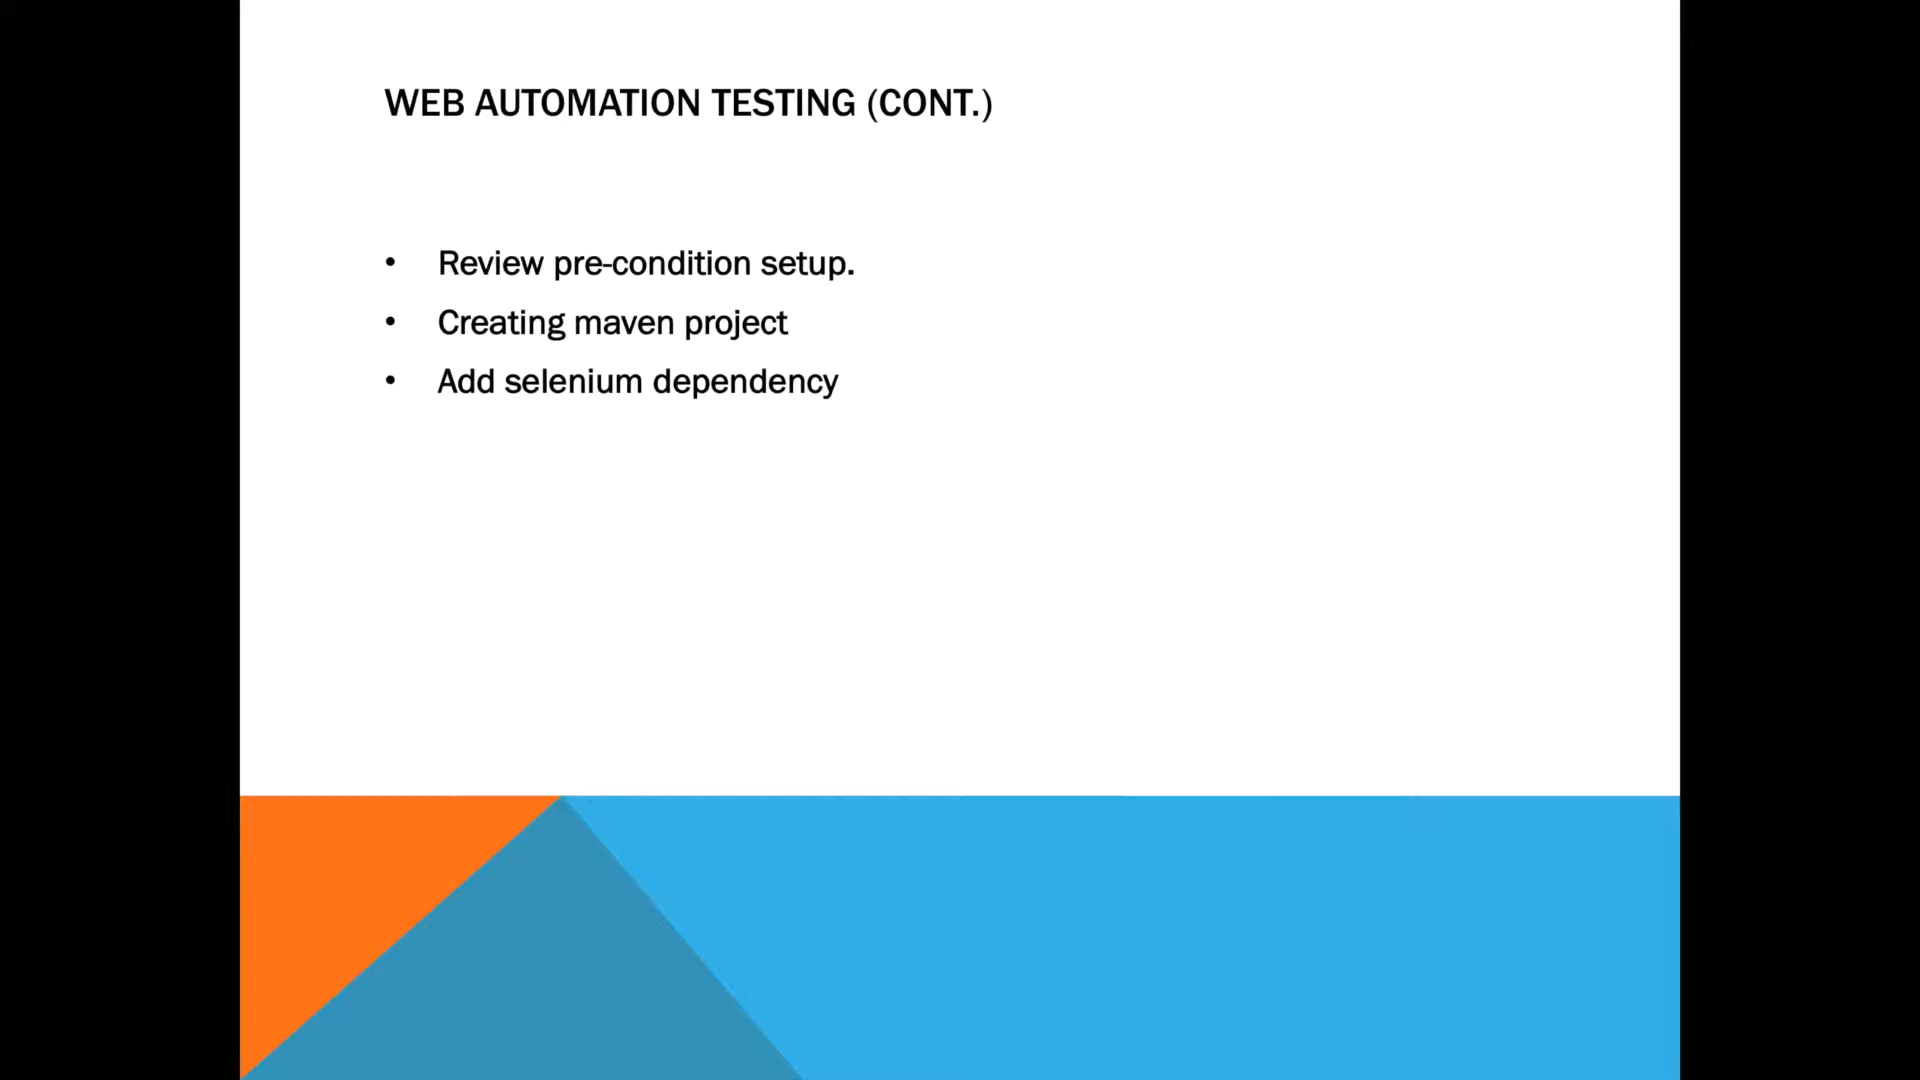 WEB AUTOMATION TESTING (CONT.)
• Review pre-condition setup.
• Creating maven project
• Add selenium dependency